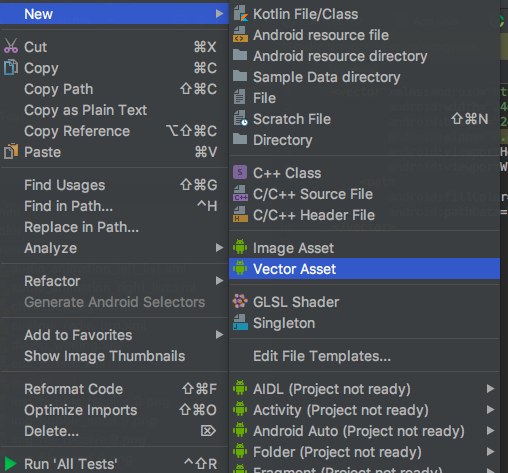 New
Cut ⌘X
Copy ⌘C
Copy Path ⇧⌘C
Copy as Plain Text
Copy Reference ⌥⇧⌘C
Paste ⌘V
Find Usages ⇧⌘G
Find in Path... ^H
Replace in Path...
Analyze
Refactor
Generate Android Selectors
Add to Favorites
Show Image Thumbnails
Reformat Code ⇧⌘F
Optimize Imports ⇧⌘O
Delete... ⌦
Run 'All Tests' ^⇧R
Kotlin File/Class
Android resource file
Android resource directory
Sample Data directory
File
Scratch File ⇧⌘N
Directory
C++ Class
C/C++ Source File
C/C++ Header File
Image Asset
Vector Asset
GLSL Shader
Singleton
Edit File Templates...
AIDL (Project not ready)
Activity (Project not ready)
Android Auto (Project not ready)
Folder (Project not ready)
Fragment (Project not ready)